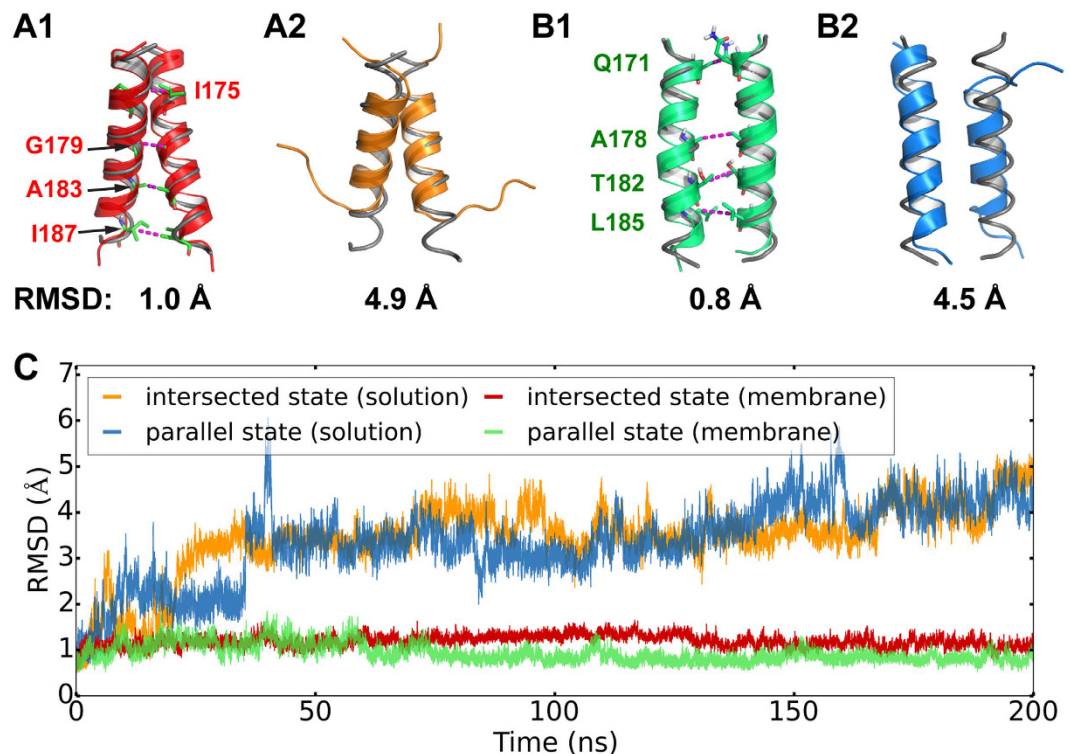 A1 A2 B1 B2
I175
G179
A183
I187
Q171
A178
T182
L185
RMSD: 1.0 Å 4.9 Å 0.8 Å 4.5 Å
C
intersected state (solution) intersected state (membrane)
parallel state (solution) parallel state (membrane)
RMSD (Å)
7
6
5
4
3
2
1
0
0 50 100 150 200
Time (ns)